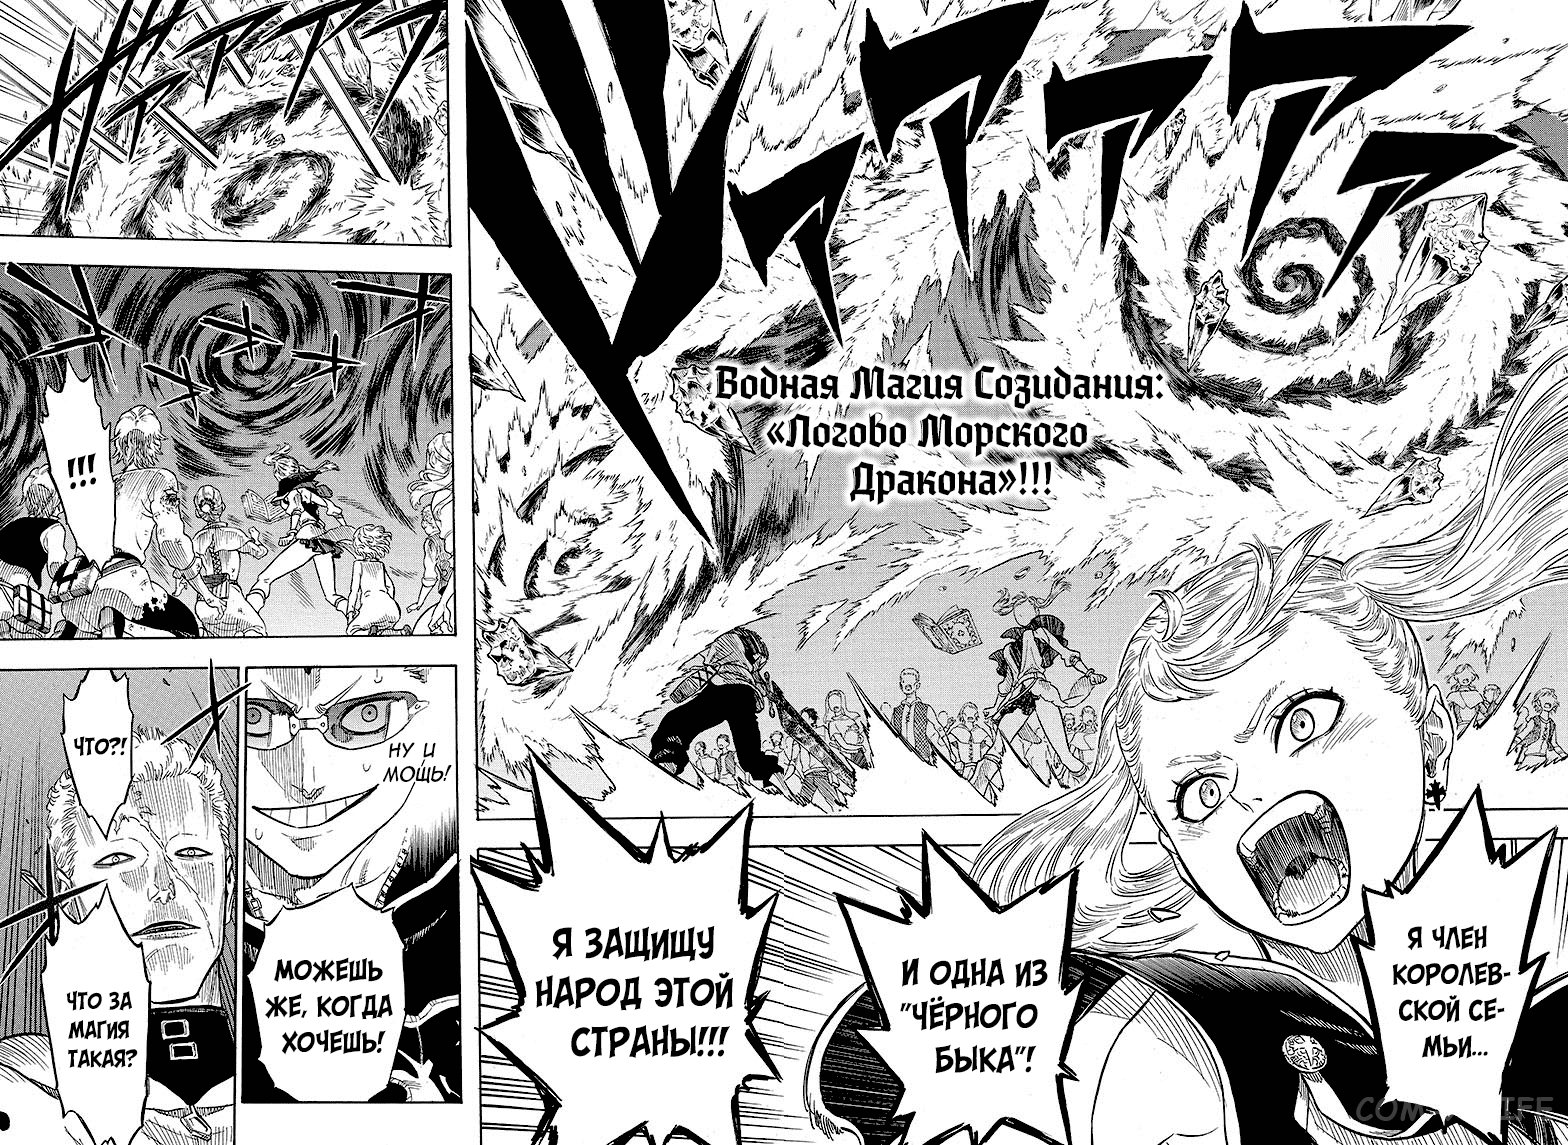 Водная Магия Созидания:
«Логово Морского
Дракона»!!!
Я ЧЛЕН
КОРОЛЕВ-
СКОЙ СЕ-
МЬИ...
И ОДНА ИЗ
"ЧЁРНОГО
БЫКА"!
Я ЗАЩИЩУ
НАРОД ЭТОЙ
СТРАНЫ!!!
!!!
НУ И
МОЩЬ!
МОЖЕШЬ
ЖЕ, КОГДА
ХОЧЕШЬ!
ЧТО?!
ЧТО ЗА
МАГИЯ
ТАКАЯ?